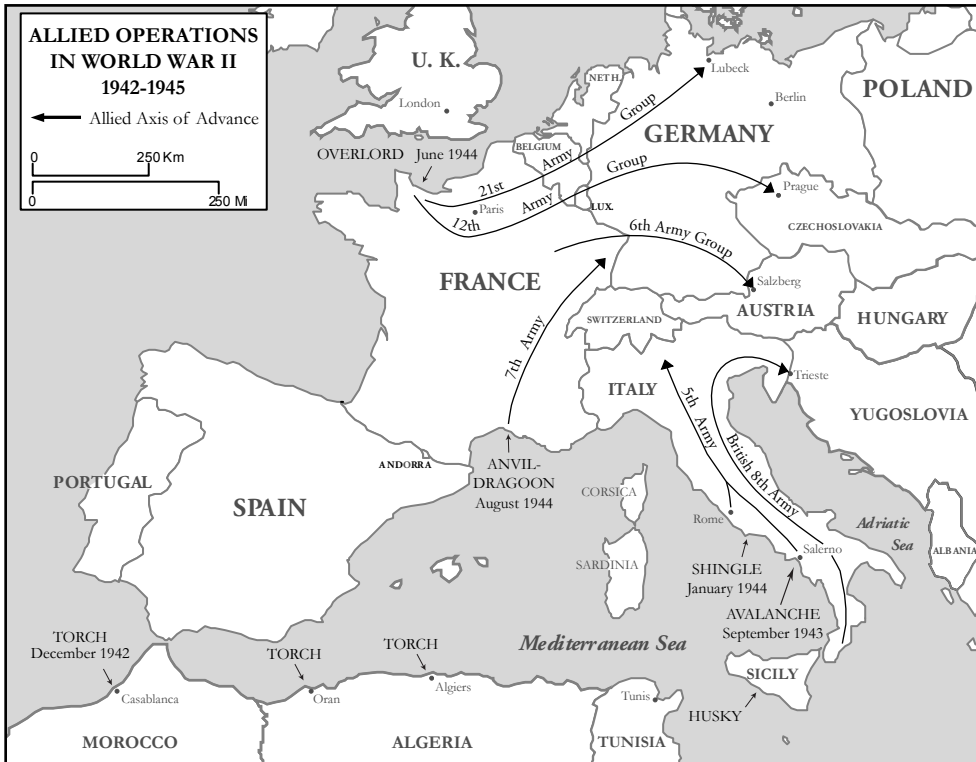 ALLIED OPERATIONS
IN WORLD WAR II
1942-1945
Allied Axis of Advance
0 250 Km
0 250 Mi
U. K.
London
NETH.
Lubeck
Berlin
POLAND
GERMANY
OVERLORD June 1944
BELGIUM
21st Army Group
12th Army Group
Paris
LUX.
Prague
CZECHOSLOVAKIA
6th Army Group
FRANCE
Salzberg
AUSTRIA
HUNGARY
SWITZERLAND
7th Army
ITALY
Trieste
5th Army
British 8th Army
YUGOSLOVIA
ANDORRA
ANVIL-
DRAGOON
August 1944
PORTUGAL
SPAIN
CORSICA
Rome
Adriatic
Sea
ALBANIA
SARDINIA
Salerno
SHINGLE
January 1944
AVALANCHE
September 1943
TORCH
December 1942
TORCH
TORCH
Mediterranean Sea
SICILY
Casablanca
Oran
Algiers
Tunis
HUSKY
MOROCCO
ALGERIA
TUNISIA